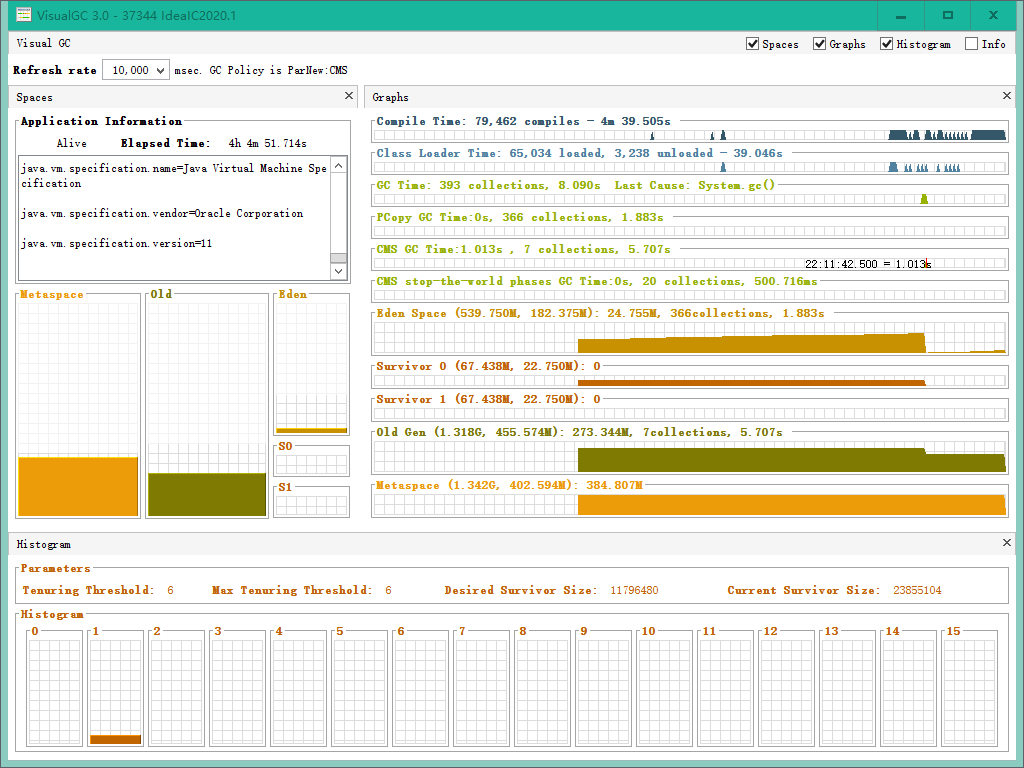 VisualGC 3.0 - 37344 IdeaIC2020.1
Visual GC
Spaces Graphs Histogram Info
Refresh rate 10,000 msec. GC Policy is ParNew:CMS
Spaces
Application Information
Alive Elapsed Time: 4h 4m 51.714s
java.vm.specification.name=Java Virtual Machine Spe
cification
java.vm.specification.vendor=Oracle Corporation
java.vm.specification.version=11
Metaspace Old Eden
S0
S1
Graphs
Compile Time: 79,462 compiles - 4m 39.505s
Class Loader Time: 65,034 loaded, 3,238 unloaded - 39.046s
GC Time: 393 collections, 8.090s Last Cause: System.gc()
PCopy GC Time:0s, 366 collections, 1.883s
CMS GC Time:1.013s , 7 collections, 5.707s
22:11:42.500 = 1.013s
CMS stop-the-world phases GC Time:0s, 20 collections, 500.716ms
Eden Space (539.750M, 182.375M): 24.755M, 366collections, 1.883s
Survivor 0 (67.438M, 22.750M): 0
Survivor 1 (67.438M, 22.750M): 0
Old Gen (1.318G, 455.574M): 273.344M, 7collections, 5.707s
Metaspace (1.342G, 402.594M): 384.807M
Histogram
Parameters
Tenuring Threshold: 6 Max Tenuring Threshold: 6 Desired Survivor Size: 11796480 Current Survivor Size: 23855104
Histogram
0 1 2 3 4 5 6 7 8 9 10 11 12 13 14 15